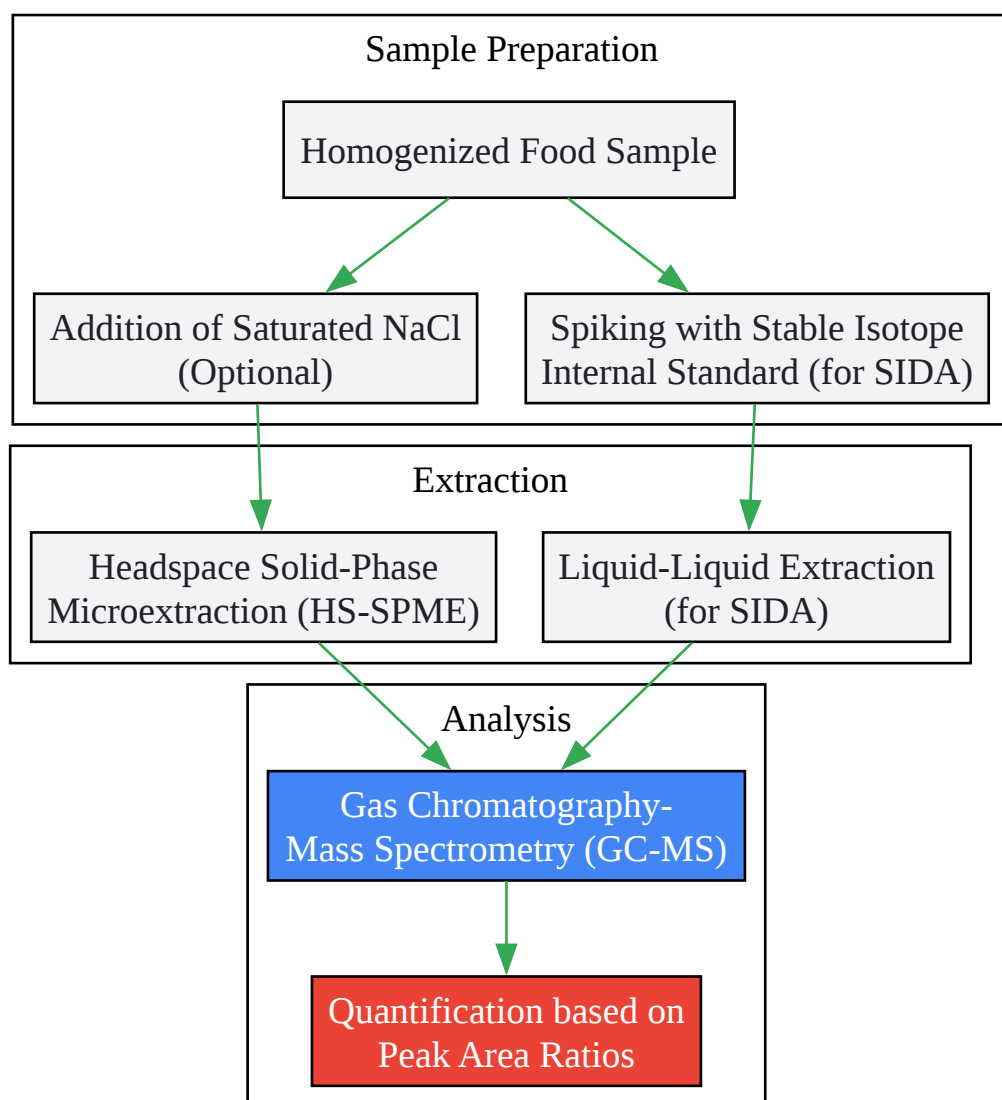 Sample Preparation
Homogenized Food Sample
Addition of Saturated NaCl
(Optional)
Spiking with Stable Isotope
Internal Standard (for SIDA)
Extraction
Headspace Solid-Phase
Microextraction (HS-SPME)
Liquid-Liquid Extraction
(for SIDA)
Analysis
Gas Chromatography-
Mass Spectrometry (GC-MS)
Quantification based on
Peak Area Ratios